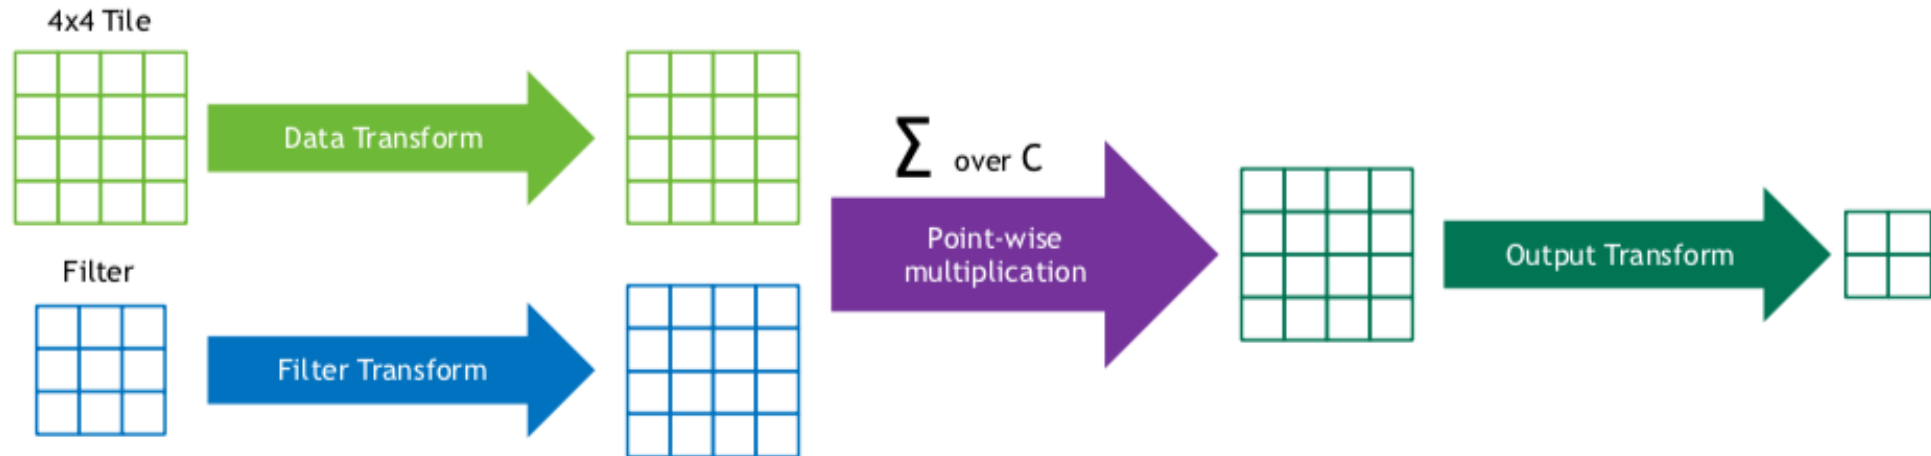 4x4 Tile
Data Transform
Filter
Filter Transform
∑ over C
Point-wise
multiplication
Output Transform